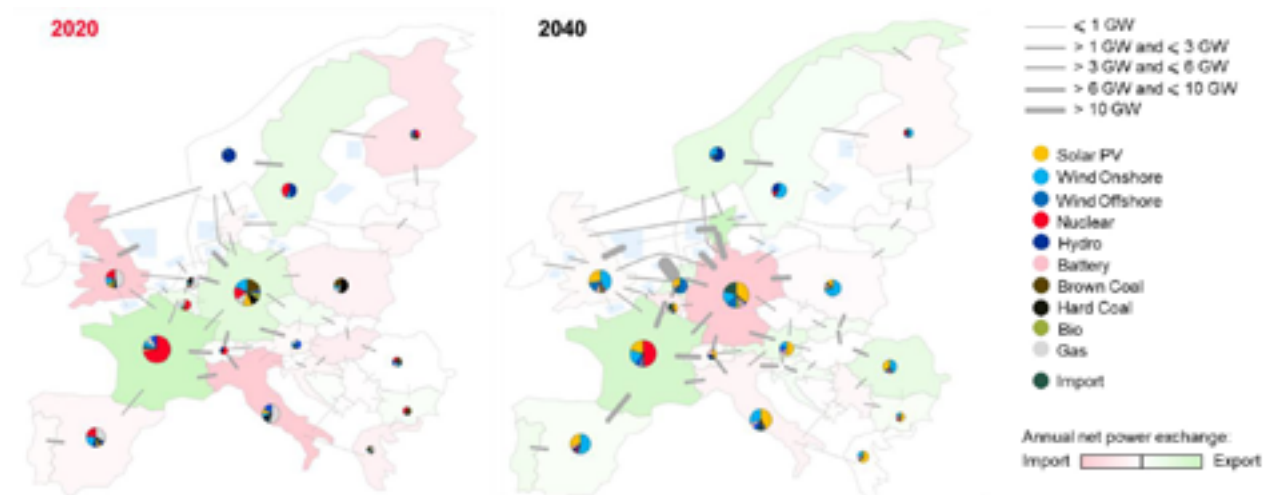 2020
2040
⩽ 1 GW
> 1 GW and ⩽ 3 GW
> 3 GW and ⩽ 6 GW
> 6 GW and ⩽ 10 GW
> 10 GW
Solar PV
Wind Onshore
Wind Offshore
Nuclear
Hydro
Battery
Brown Coal
Hard Coal
Bio
Gas
Import
Annual net power exchange:
Import Export